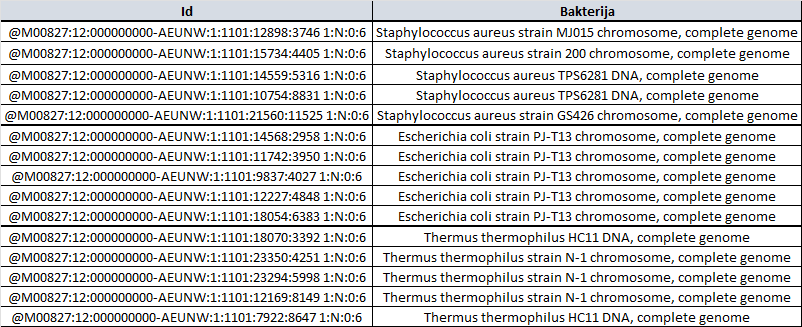 Id Bakterija
@M00827:12:000000000-AEUNW:1:1101:12898:3746 1:N:0:6 Staphylococcus aureus strain MJ015 chromosome, complete genome
@M00827:12:000000000-AEUNW:1:1101:15734:4405 1:N:0:6 Staphylococcus aureus strain 200 chromosome, complete genome
@M00827:12:000000000-AEUNW:1:1101:14559:5316 1:N:0:6 Staphylococcus aureus TPS6281 DNA, complete genome
@M00827:12:000000000-AEUNW:1:1101:10754:8831 1:N:0:6 Staphylococcus aureus TPS6281 DNA, complete genome
@M00827:12:000000000-AEUNW:1:1101:21560:11525 1:N:0:6 Staphylococcus aureus strain GS426 chromosome, complete genome
@M00827:12:000000000-AEUNW:1:1101:14568:2958 1:N:0:6 Escherichia coli strain PJ-T13 chromosome, complete genome
@M00827:12:000000000-AEUNW:1:1101:11742:3950 1:N:0:6 Escherichia coli strain PJ-T13 chromosome, complete genome
@M00827:12:000000000-AEUNW:1:1101:9837:4027 1:N:0:6 Escherichia coli strain PJ-T13 chromosome, complete genome
@M00827:12:000000000-AEUNW:1:1101:12227:4848 1:N:0:6 Escherichia coli strain PJ-T13 chromosome, complete genome
@M00827:12:000000000-AEUNW:1:1101:18054:6383 1:N:0:6 Escherichia coli strain PJ-T13 chromosome, complete genome
@M00827:12:000000000-AEUNW:1:1101:18070:3392 1:N:0:6 Thermus thermophilus HC11 DNA, complete genome
@M00827:12:000000000-AEUNW:1:1101:23350:4251 1:N:0:6 Thermus thermophilus strain N-1 chromosome, complete genome
@M00827:12:000000000-AEUNW:1:1101:23294:5998 1:N:0:6 Thermus thermophilus strain N-1 chromosome, complete genome
@M00827:12:000000000-AEUNW:1:1101:12169:8149 1:N:0:6 Thermus thermophilus strain N-1 chromosome, complete genome
@M00827:12:000000000-AEUNW:1:1101:7922:8647 1:N:0:6 Thermus thermophilus HC11 DNA, complete genome